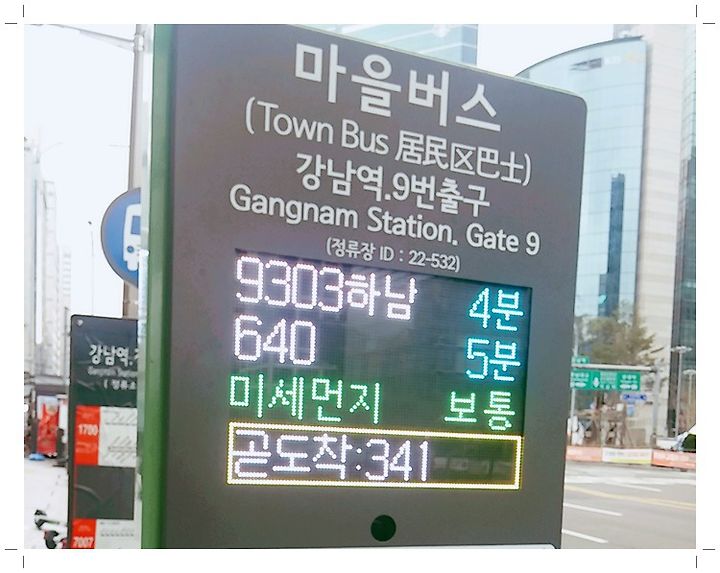 마을버스
(Town Bus 居民区巴士)
강남역.9번출구
Gangnam Station. Gate 9
(정류장 ID : 22-532)
9303하남 4분
640 5분
미세먼지 보통
곧도착:341
강남역.
1700
7007